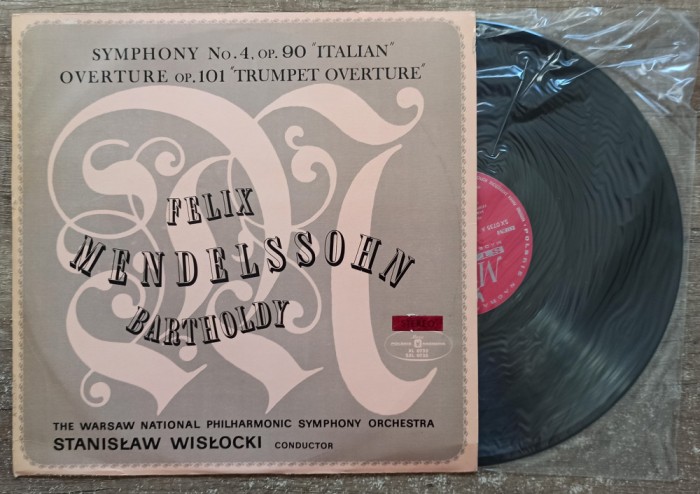 SYMPHONY No. 4, OP. 90 "ITALIAN"
OVERTURE OP. 101 "TRUMPET OVERTURE"
FELIX
MENDELSSOHN
BARTHOLDY
STEREO
THE WARSAW NATIONAL PHILHARMONIC SYMPHONY ORCHESTRA
STANISŁAW WISŁOCKI CONDUCTOR